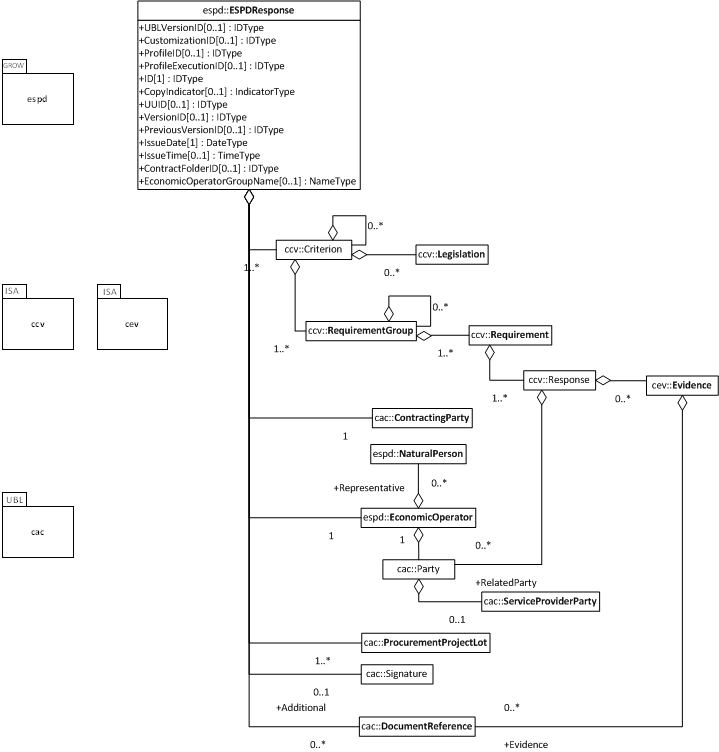 espd::ESPDResponse
+UBLVersionID[0..1] : IDType
+CustomizationID[0..1] : IDType
+ProfileID[0..1] : IDType
+ProfileExecutionID[0..1] : IDType
+ID[1] : IDType
+CopyIndicator[0..1] : IndicatorType
+UUID[0..1] : IDType
+VersionID[0..1] : IDType
+PreviousVersionID[0..1] : IDType
+IssueDate[1] : DateType
+IssueTime[0..1] : TimeType
+ContractFolderID[0..1] : IDType
+EconomicOperatorGroupName[0..1] : NameType
GROW
espd
0..*
ccv::Criterion
ccv::Legislation
1..*
0..*
ISA
ccv
ISA
cev
0..*
ccv::RequirementGroup
ccv::Requirement
1..*
1..*
ccv::Response
cev::Evidence
1..*
0..*
cac::ContractingParty
1
espd::NaturalPerson
+Representative
0..*
UBL
cac
espd::EconomicOperator
1
1
0..*
cac::Party
+RelatedParty
cac::ServiceProviderParty
0..1
cac::ProcurementProjectLot
1..*
cac::Signature
0..1
+Additional
0..*
cac::DocumentReference
0..*
+Evidence